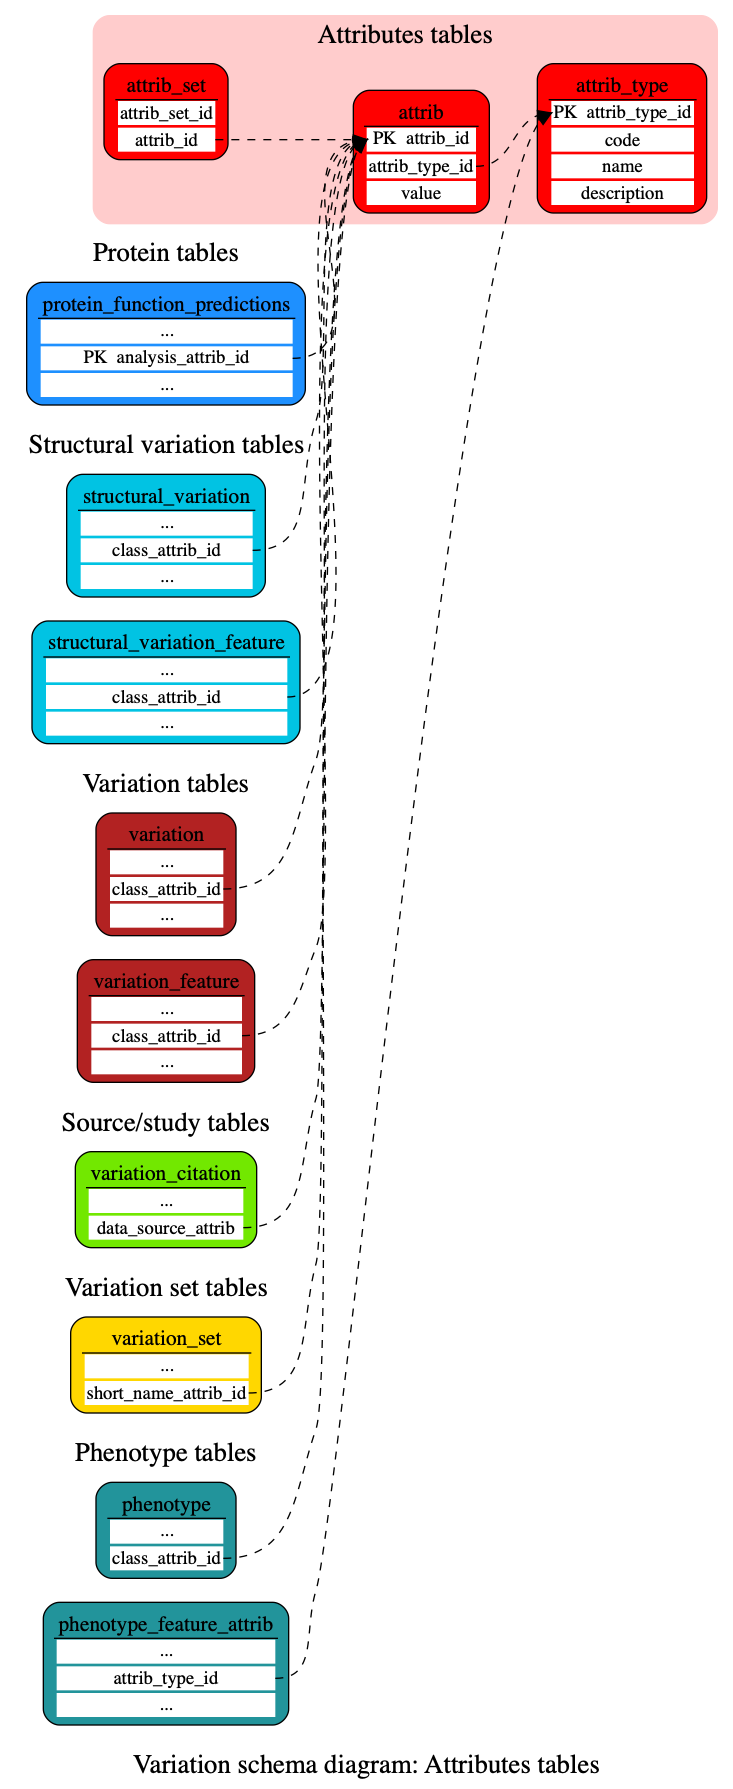 Attributes tables
attrib_set
attrib_set_id
attrib_id
attrib
PK attrib_id
attrib_type_id
value
attrib_type
PK attrib_type_id
code
name
description
Protein tables
protein_function_predictions
...
PK analysis_attrib_id
...
Structural variation tables
structural_variation
...
class_attrib_id
...
structural_variation_feature
...
class_attrib_id
...
Variation tables
variation
...
class_attrib_id
...
variation_feature
...
class_attrib_id
...
Source/study tables
variation_citation
...
data_source_attrib
Variation set tables
variation_set
...
short_name_attrib_id
Phenotype tables
phenotype
...
class_attrib_id
phenotype_feature_attrib
...
attrib_type_id
...
Variation schema diagram: Attributes tables